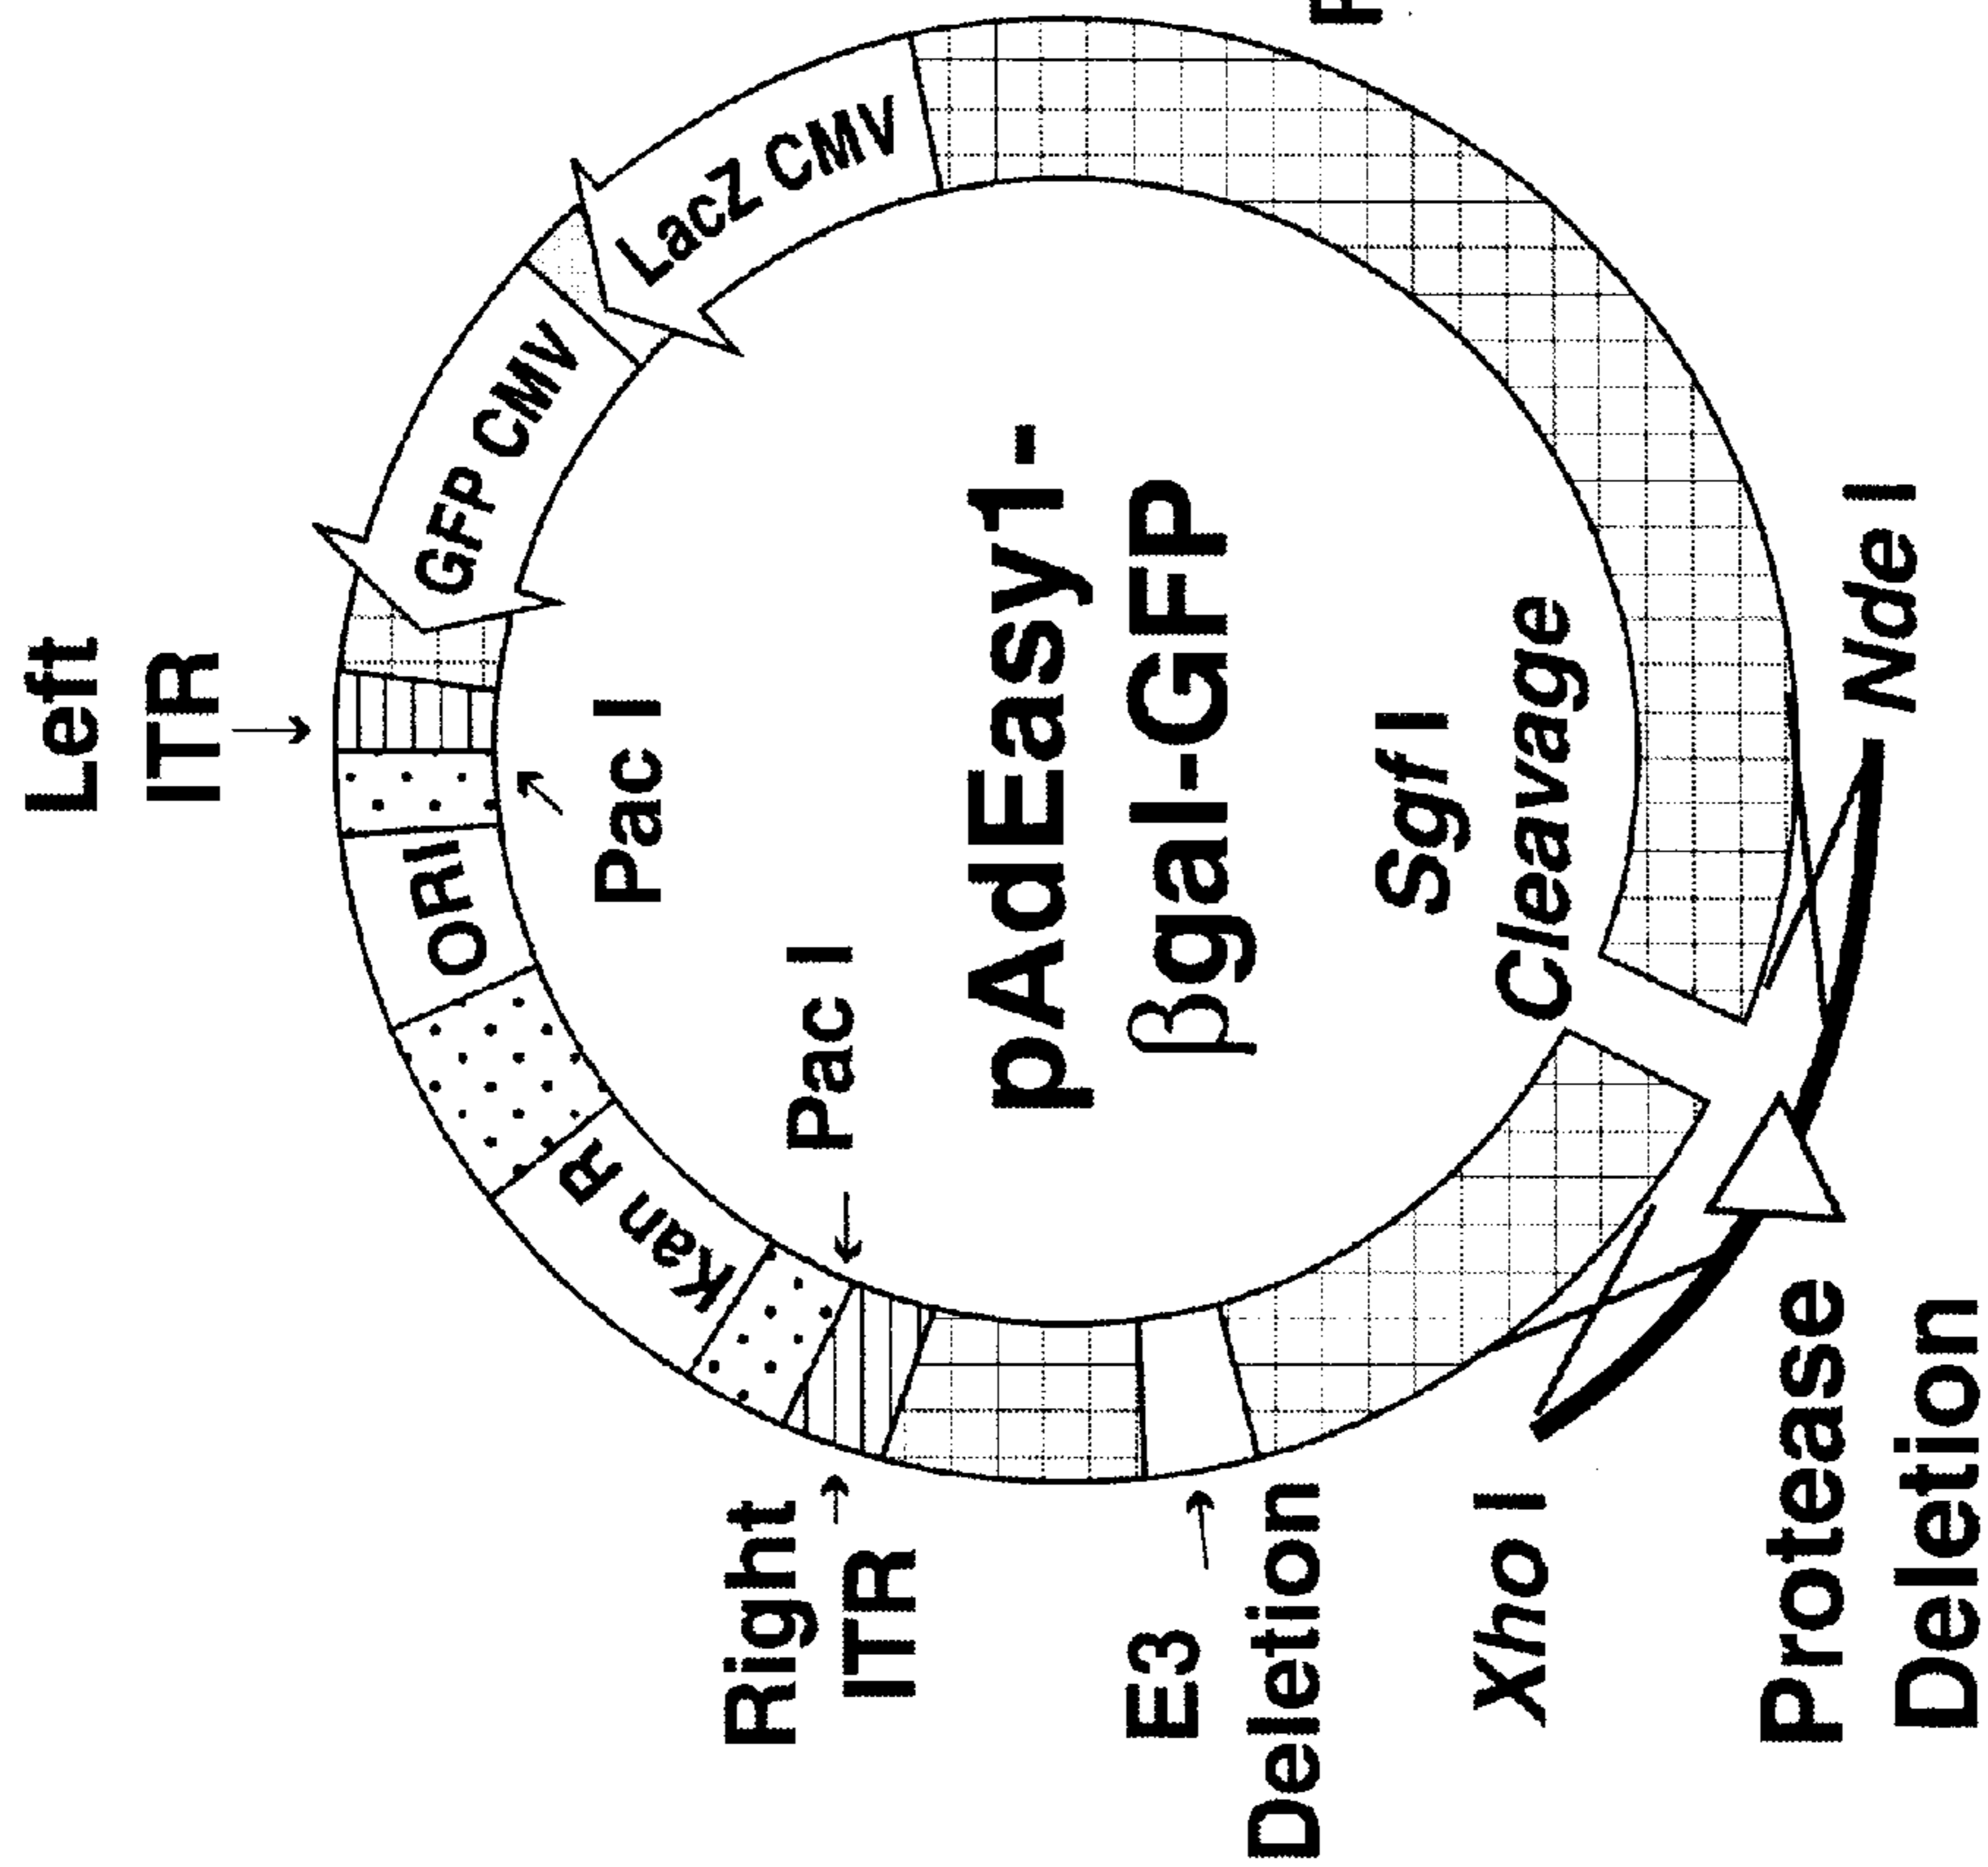 Left
ITR
Pac I
ORI
GFP CMV
LacZ CMV
Kan R
Pac I
Right
ITR
E3
Deletion
pAdEasy1-
βgal-GFP
Sgf I
Cleavage
Xho I
Nde I
Protease
Deletion